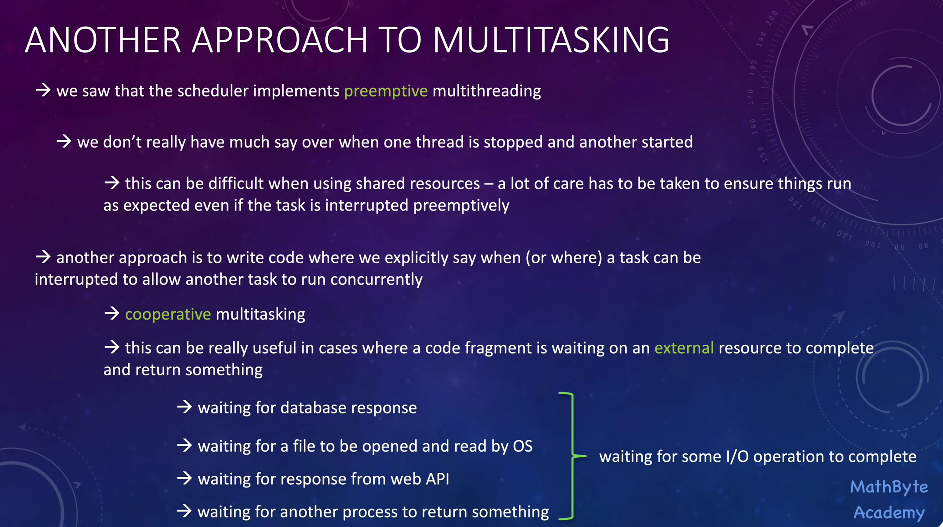 ANOTHER APPROACH TO MULTITASKING
→ we saw that the scheduler implements preemptive multithreading
→ we don't really have much say over when one thread is stopped and another started
→ this can be difficult when using shared resources – a lot of care has to be taken to ensure things run
as expected even if the task is interrupted preemptively
→ another approach is to write code where we explicitly say when (or where) a task can be
interrupted to allow another task to run concurrently
→ cooperative multitasking
→ this can be really useful in cases where a code fragment is waiting on an external resource to complete
and return something
→ waiting for database response
→ waiting for a file to be opened and read by OS
→ waiting for response from web API
→ waiting for another process to return something
waiting for some I/O operation to complete
MathByte
Academy